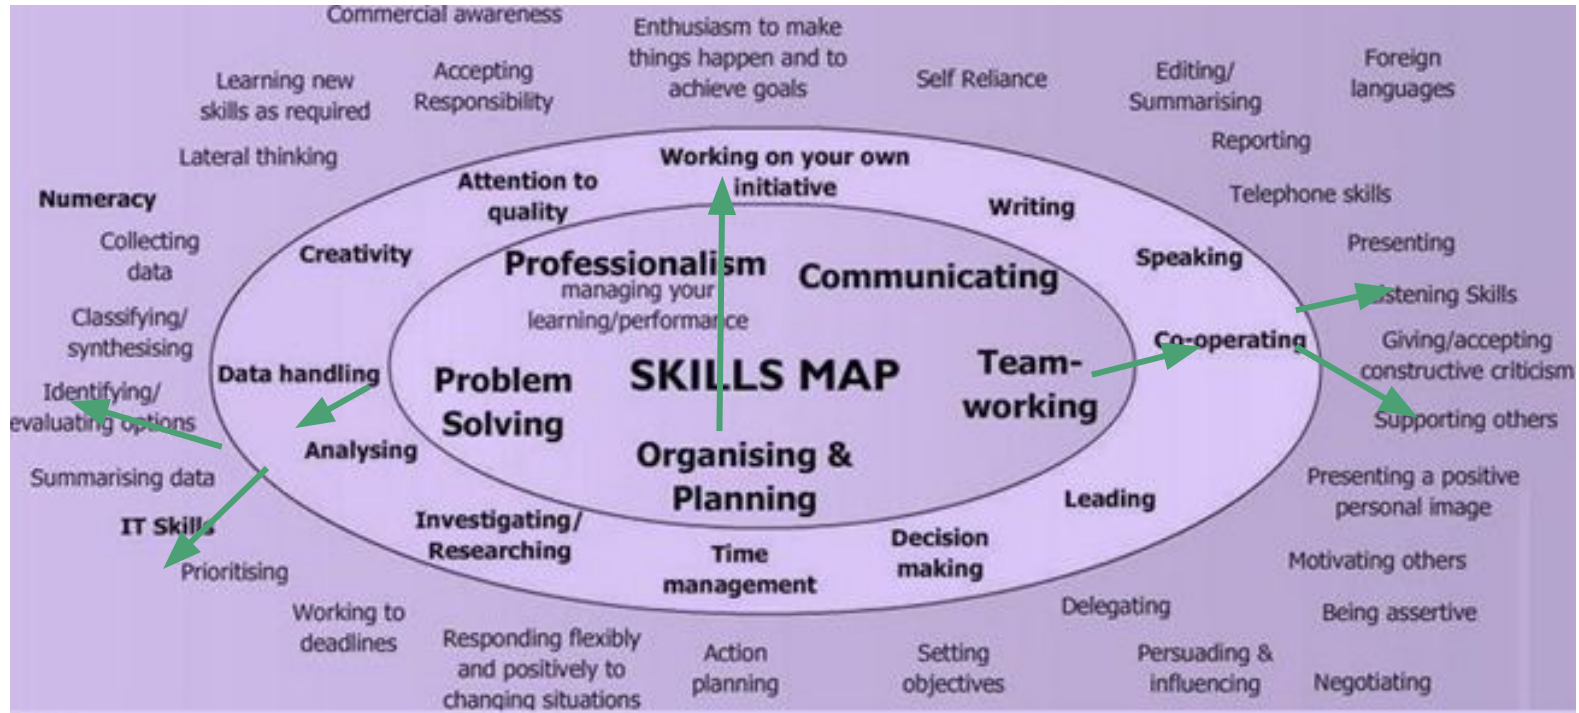 Commercial awareness
Enthusiasm to make
things happen and to
achieve goals
Learning new
skills as required
Accepting
Responsibility
Self Reliance
Editing/
Summarising
Foreign
languages
Reporting
Lateral thinking
Telephone skills
Numeracy
Collecting
data
Presenting
Classifying/
synthesising
Listening Skills
Identifying/
evaluating options
Giving/accepting
constructive criticism
Summarising data
Supporting others
IT Skills
Presenting a positive
personal image
Prioritising
Motivating others
Working to
deadlines
Delegating
Being assertive
Responding flexibly
and positively to
changing situations
Action
planning
Setting
objectives
Persuading &
influencing
Negotiating
Working on your own
initiative
Attention to
quality
Writing
Creativity
Speaking
Data handling
Co-operating
Analysing
Leading
Investigating/
Researching
Time
management
Decision
making
Professionalism
managing your
learning/performance
Communicating
Problem
Solving
SKILLS MAP
Team-
working
Organising &
Planning